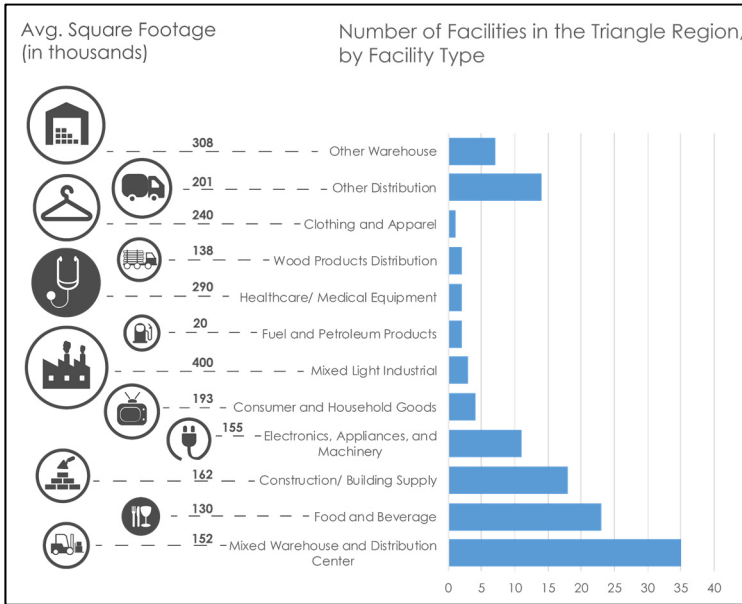 Avg. Square Footage
(in thousands)
Number of Facilities in the Triangle Region,
by Facility Type
308 Other Warehouse
201 Other Distribution
240 Clothing and Apparel
138 Wood Products Distribution
290 Healthcare/ Medical Equipment
20 Fuel and Petroleum Products
400 Mixed Light Industrial
193 Consumer and Household Goods
155 Electronics, Appliances, and
Machinery
162 Construction/ Building Supply
130 Food and Beverage
152 Mixed Warehouse and Distribution
Center
0 5 10 15 20 25 30 35 40